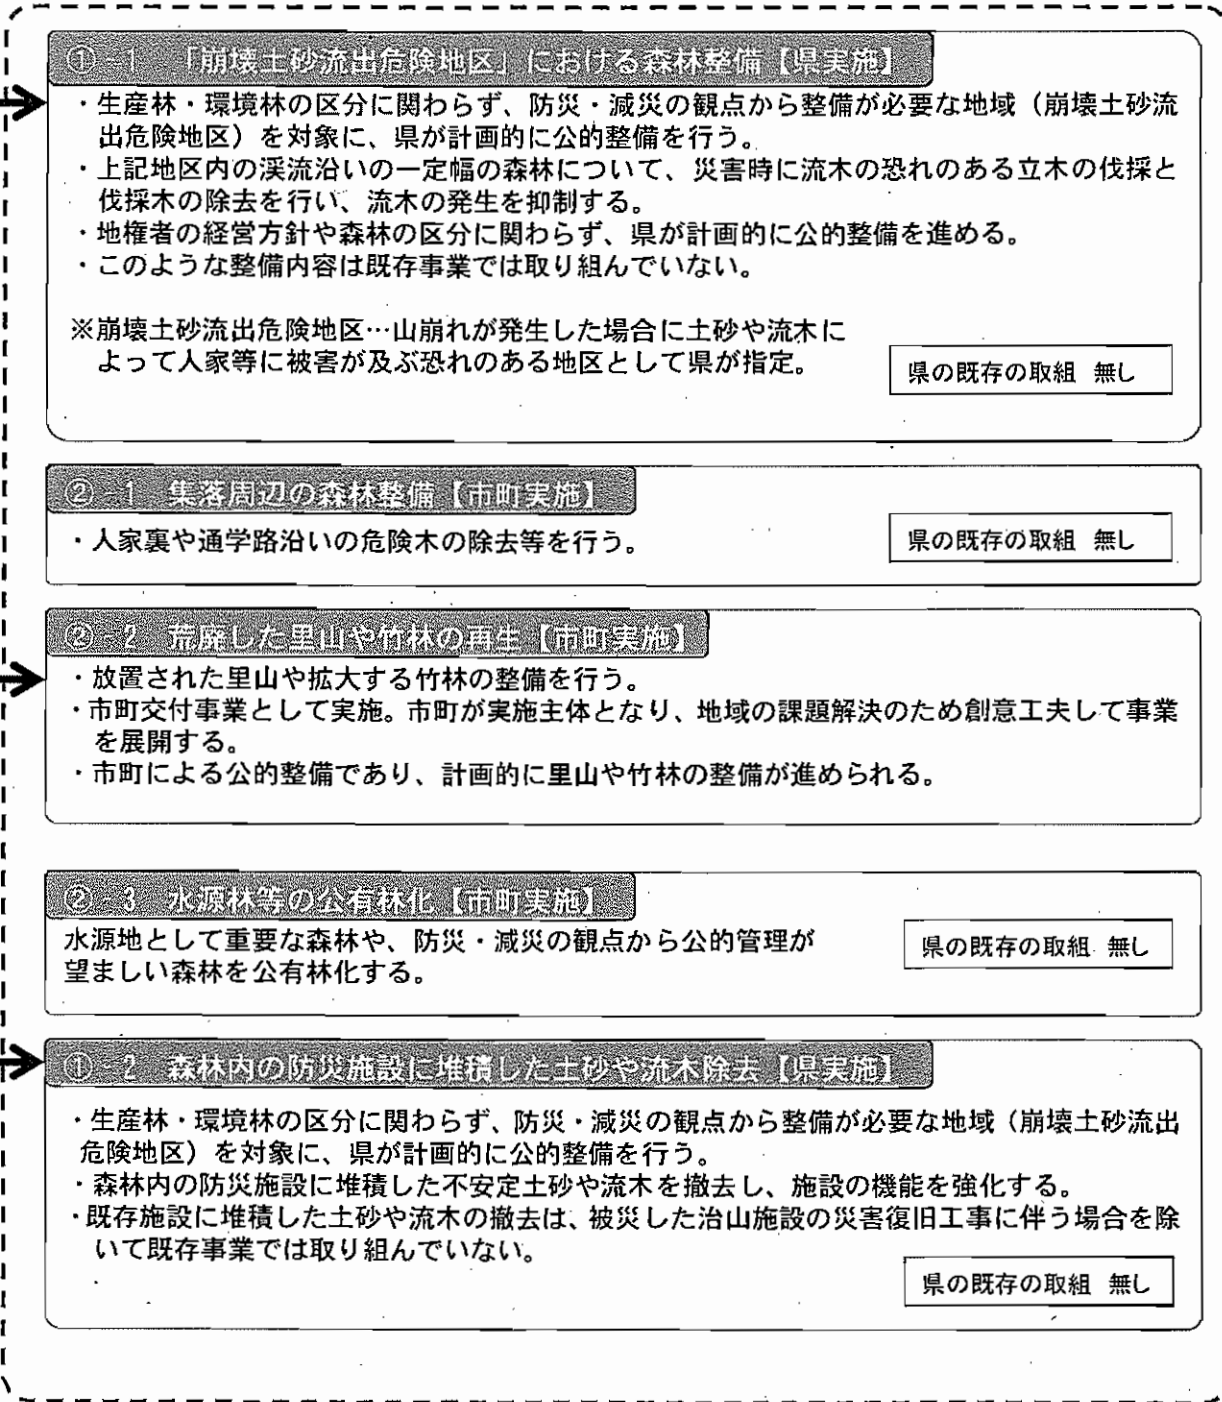 ①-1 「崩壊土砂流出危険地区」における森林整備【県実施】
・生産林・環境林の区分に関わらず、防災・減災の観点から整備が必要な地域（崩壊土砂流
出危険地区）を対象に、県が計画的に公的整備を行う。
・上記地区内の渓流沿いの一定幅の森林について、災害時に流木の恐れのある立木の伐採と
伐採木の除去を行い、流木の発生を抑制する。
・地権者の経営方針や森林の区分に関わらず、県が計画的に公的整備を進める。
・このような整備内容は既存事業では取り組んでいない。
※崩壊土砂流出危険地区…山崩れが発生した場合に土砂や流木に
よって人家等に被害が及ぶ恐れのある地区として県が指定。
県の既存の取組 無し
②-1 集落周辺の森林整備【市町実施】
・人家裏や通学路沿いの危険木の除去等を行う。
県の既存の取組 無し
②-2 荒廃した里山や竹林の再生【市町実施】
・放置された里山や拡大する竹林の整備を行う。
・市町交付事業として実施。市町が実施主体となり、地域の課題解決のため創意工夫して事業
を展開する。
・市町による公的整備であり、計画的に里山や竹林の整備が進められる。
②-3 水源林等の公有林化【市町実施】
水源地として重要な森林や、防災・減災の観点から公的管理が
望ましい森林を公有林化する。
県の既存の取組 無し
①-2 森林内の防災施設に堆積した土砂や流木除去【県実施】
・生産林・環境林の区分に関わらず、防災・減災の観点から整備が必要な地域（崩壊土砂流出
危険地区）を対象に、県が計画的に公的整備を行う。
・森林内の防災施設に堆積した不安定土砂や流木を撤去し、施設の機能を強化する。
・既存施設に堆積した土砂や流木の撤去は、被災した治山施設の災害復旧工事に伴う場合を除
いて既存事業では取り組んでいない。
県の既存の取組 無し